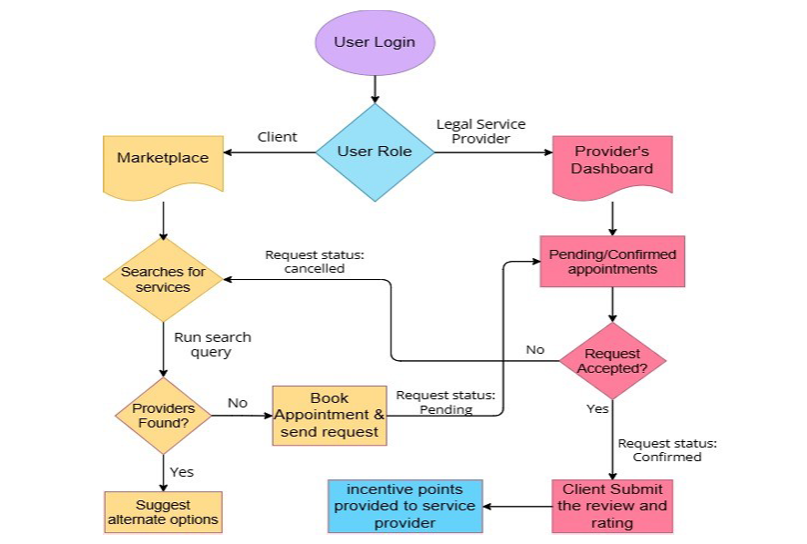 User Login
User Role
Client
Legal Service
Provider
Marketplace
Provider's
Dashboard
Searches for
services
Request status:
cancelled
Pending/Confirmed
appointments
Run search
query
No
Request
Accepted?
Providers
Found?
No
Book
Appointment &
send request
Request status:
Pending
Yes
Yes
Request status:
Confirmed
Suggest
alternate options
incentive points
provided to service
provider
Client Submit
the review and
rating